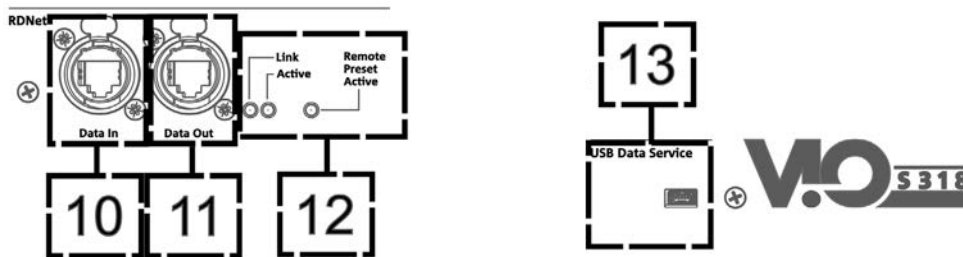 RDNet
Link
Active
Remote
Preset
Active
Data In
Data Out
10
11
12
13
USB Data Service
VIO
S318